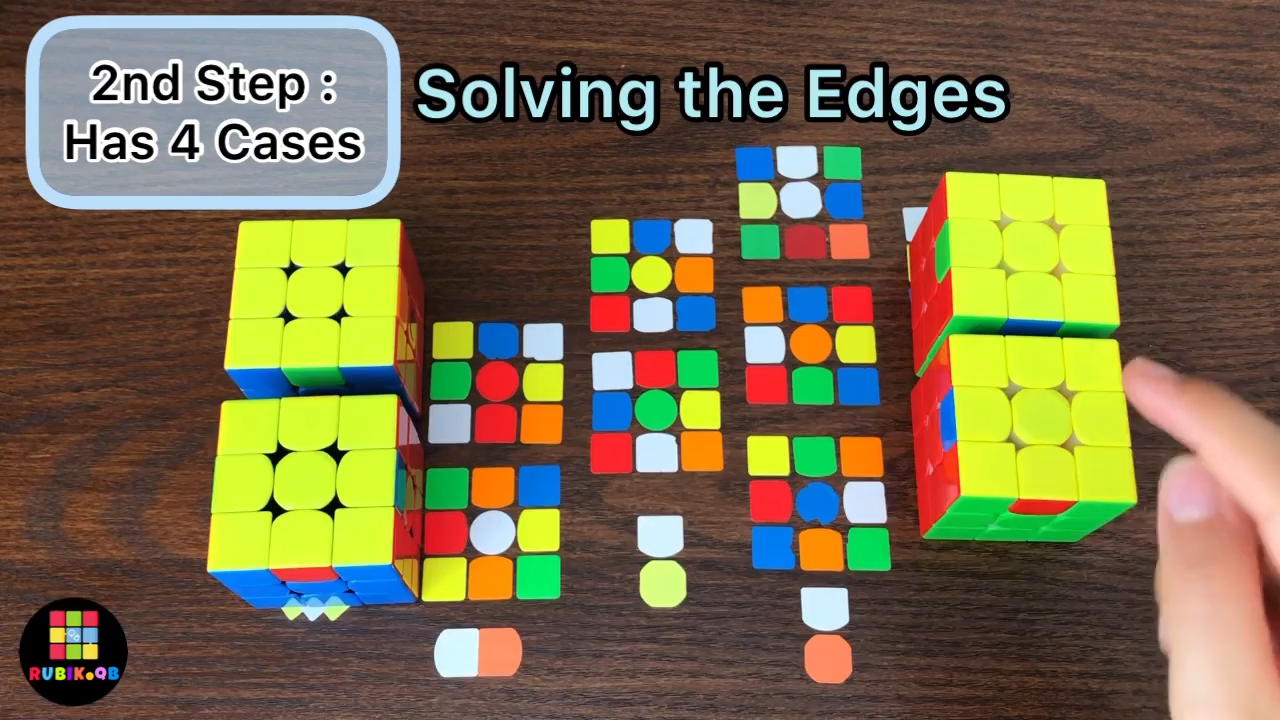 2nd Step :
Has 4 Cases
Solving the Edges
RUBIK.QB